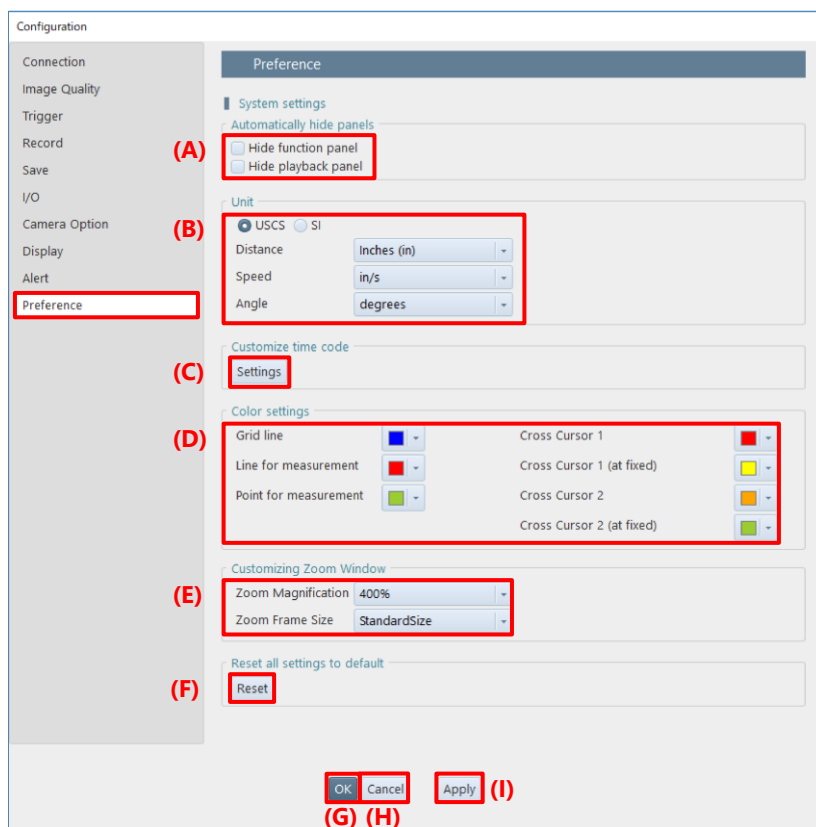 Configuration
Connection
Image Quality
Trigger
Record
Save
I/O
Camera Option
Display
Alert
Preference
Preference
System settings
Automatically hide panels
(A)
Hide function panel
Hide playback panel
Unit
(B)
USCS SI
Distance Inches (in)
Speed in/s
Angle degrees
Customize time code
(C) Settings
Color settings
(D) Grid line Cross Cursor 1
Line for measurement Cross Cursor 1 (at fixed)
Point for measurement Cross Cursor 2
Cross Cursor 2 (at fixed)
Customizing Zoom Window
(E) Zoom Magnification 400%
Zoom Frame Size StandardSize
Reset all settings to default
(F) Reset
OK Cancel Apply (I)
(G) (H)